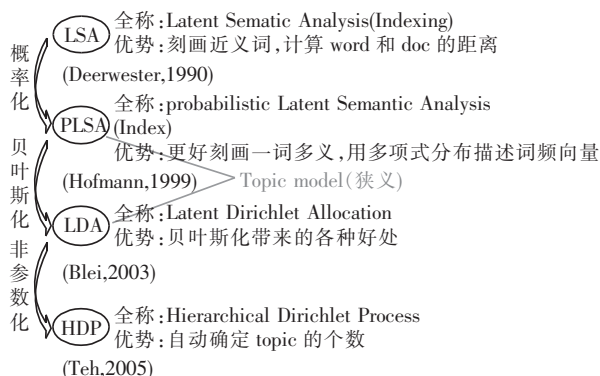 LSA 全称:Latent Sematic Analysis(Indexing)
优势:刻画近义词,计算 word 和 doc 的距离
(Deerwester,1990)
概率化
PLSA 全称:probabilistic Latent Semantic Analysis
(Index)
优势:更好刻画一词多义,用多项式分布描述词频向量
(Hofmann,1999) Topic model(狭义)
贝叶斯化
LDA 全称:Latent Dirichlet Allocation
优势:贝叶斯化带来的各种好处
(Blei,2003)
非参数化
HDP 全称:Hierarchical Dirichlet Process
优势:自动确定 topic 的个数
(Teh,2005)